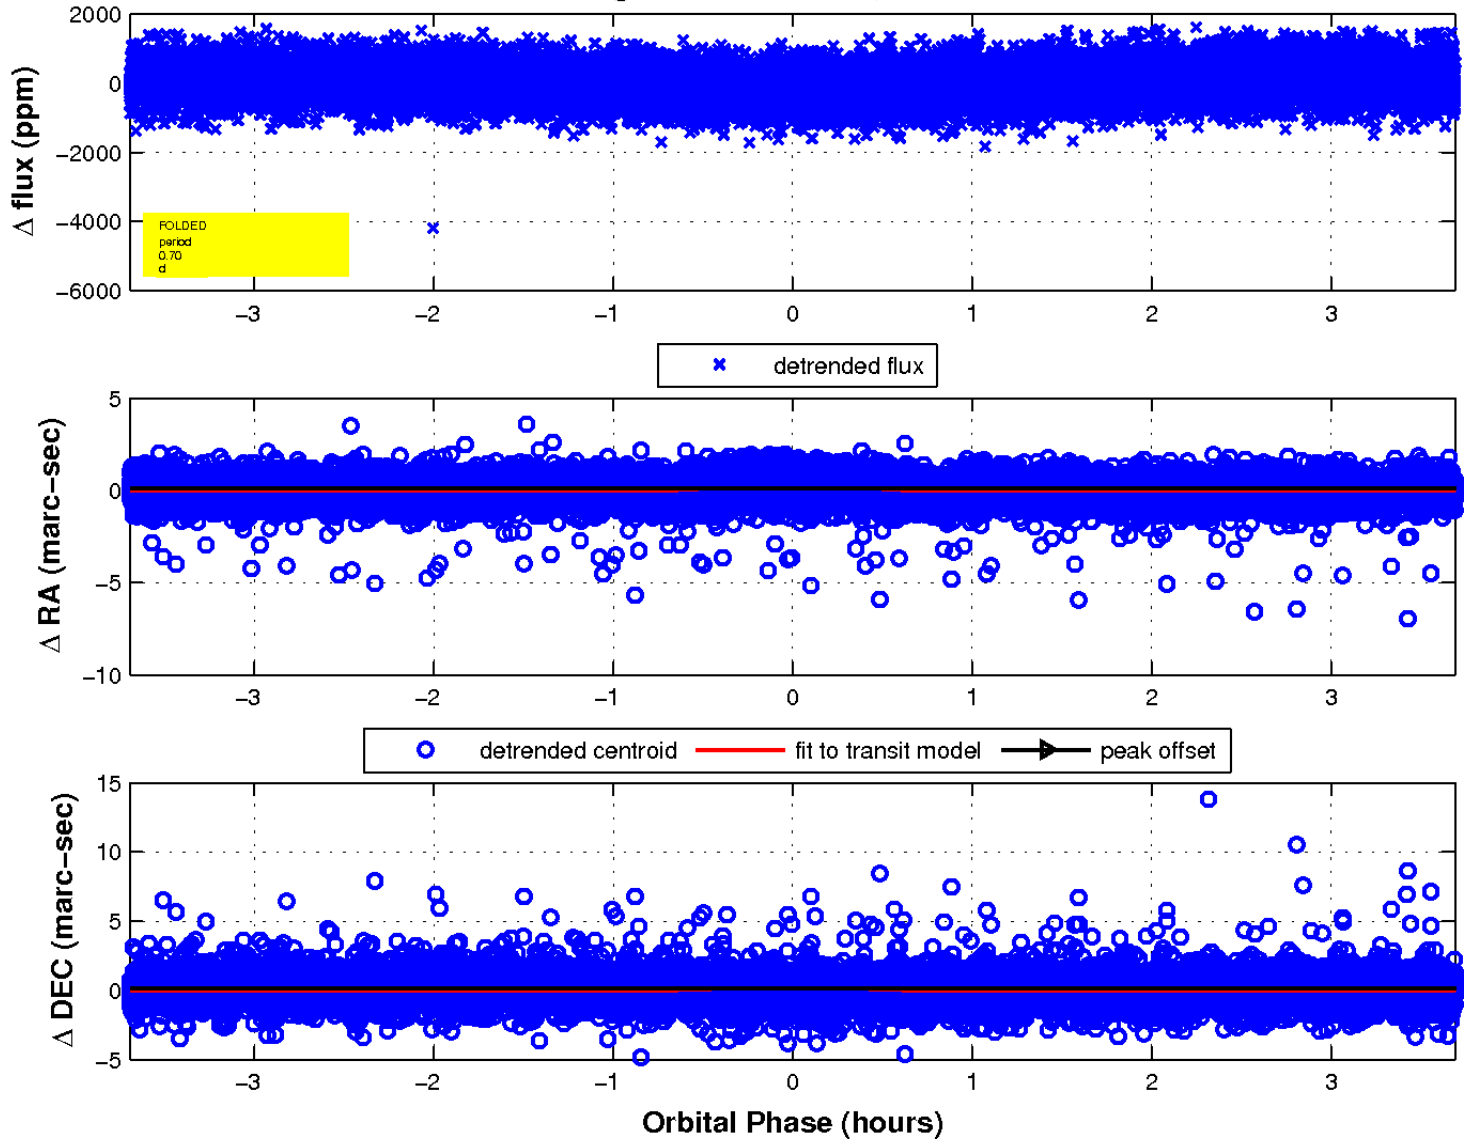 2000
0
−2000
−4000
−6000
Δ flux (ppm)
FOLDED
period
0.70
d
−3 −2 −1 0 1 2 3
detrended flux
5
0
−5
−10
Δ RA (marc−sec)
−3 −2 −1 0 1 2 3
detrended centroid fit to transit model peak offset
15
10
5
0
−5
Δ DEC (marc−sec)
−3 −2 −1 0 1 2 3
Orbital Phase (hours)